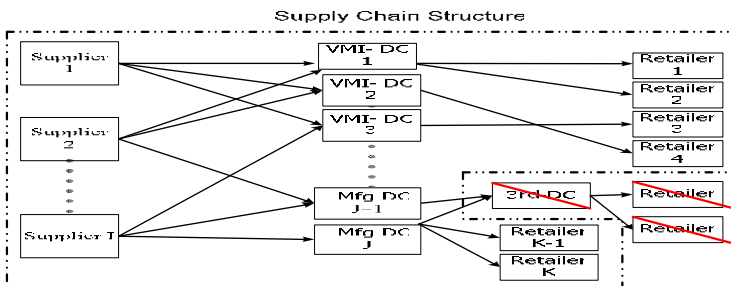 Supply Chain Structure
Supplier
1
Supplier
2
Supplier I
VMI- DC
1
VMI- DC
2
VMI- DC
3
Mfg DC
J-1
Mfg DC
J
Retailer
1
Retailer
2
Retailer
3
Retailer
4
3rd DC
Retailer
Retailer
Retailer
K-1
Retailer
K